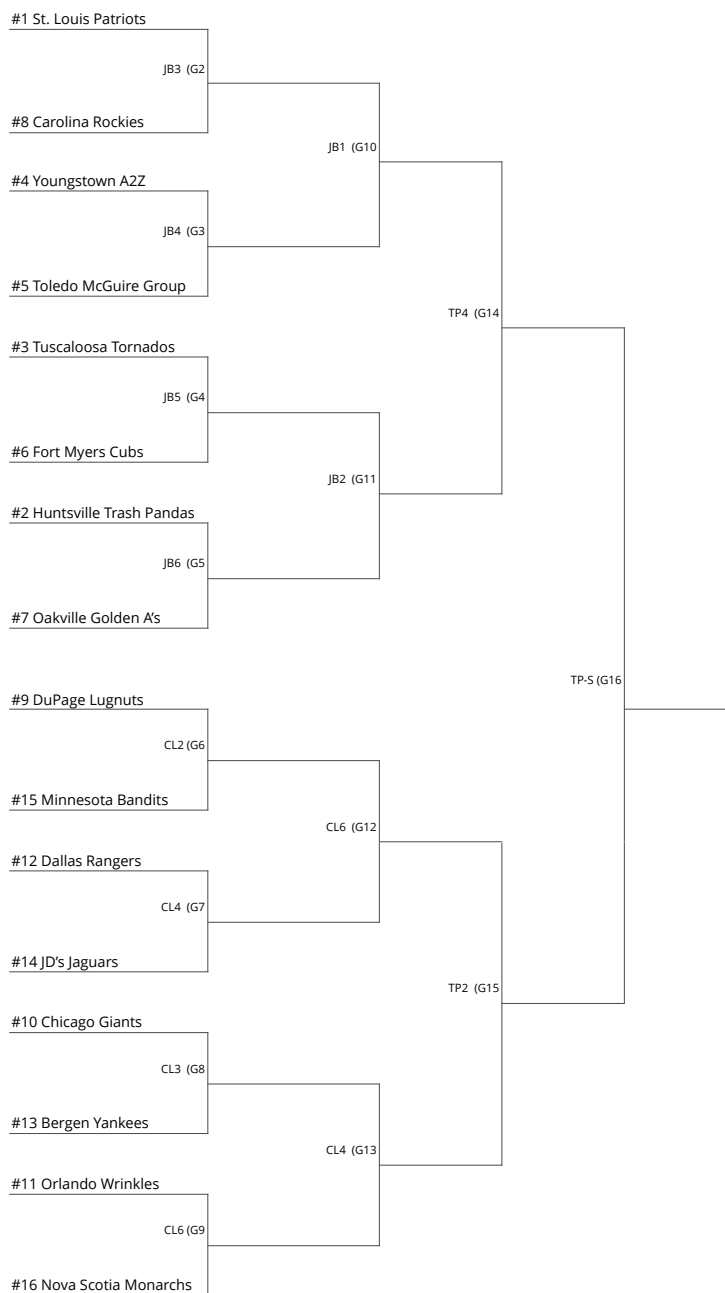 #1 St. Louis Patriots
JB3 (G2
#8 Carolina Rockies
JB1 (G10
#4 Youngstown A2Z
JB4 (G3
#5 Toledo McGuire Group
TP4 (G14
#3 Tuscaloosa Tornados
JB5 (G4
#6 Fort Myers Cubs
JB2 (G11
#2 Huntsville Trash Pandas
JB6 (G5
#7 Oakville Golden A’s
TP-S (G16
#9 DuPage Lugnuts
CL2 (G6
#15 Minnesota Bandits
CL6 (G12
#12 Dallas Rangers
CL4 (G7
#14 JD’s Jaguars
TP2 (G15
#10 Chicago Giants
CL3 (G8
#13 Bergen Yankees
CL4 (G13
#11 Orlando Wrinkles
CL6 (G9
#16 Nova Scotia Monarchs